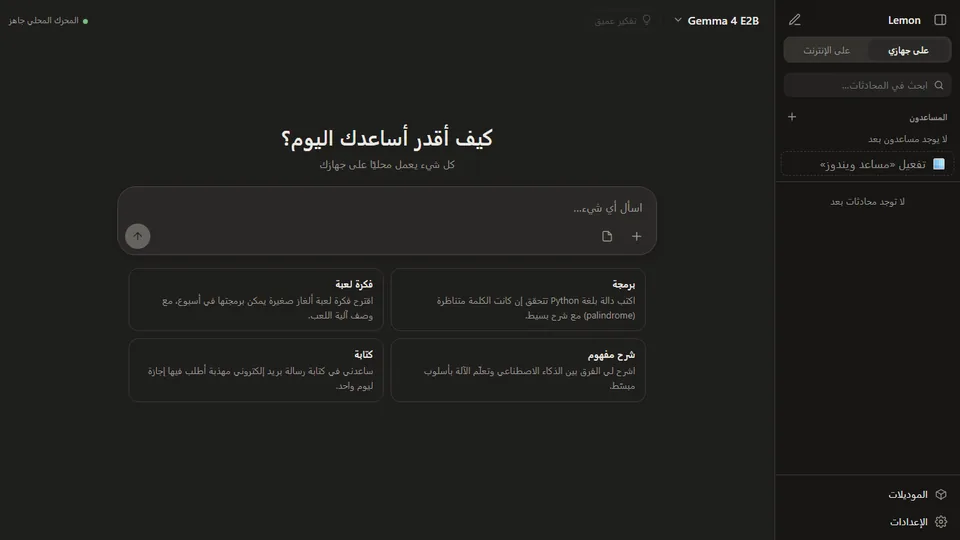 Lemon
على جهازي
على الإنترنت
ابحث في المحادثات...
المساعدون
لا يوجد مساعدون بعد
تفعيل «مساعد ويندوز»
لا توجد محادثات بعد
الموديلات
الإعدادات
Gemma 4 E2B
تفكير عميق
المحرك المحلي جاهز
كيف أقدر أساعدك اليوم؟
كل شيء يعمل محليًا على جهازك
اسأل أي شيء...
برمجة
اكتب دالة بلغة Python تتحقق إن كانت الكلمة متناظرة
(palindrome) مع شرح بسيط.
فكرة لعبة
اقترح فكرة لعبة ألغاز صغيرة يمكن برمجتها في أسبوع، مع
وصف آلية اللعب.
شرح مفهوم
اشرح لي الفرق بين الذكاء الاصطناعي وتعلّم الآلة بأسلوب
مبسّط.
كتابة
ساعدني في كتابة رسالة بريد إلكتروني مهذبة أطلب فيها إجازة
ليوم واحد.